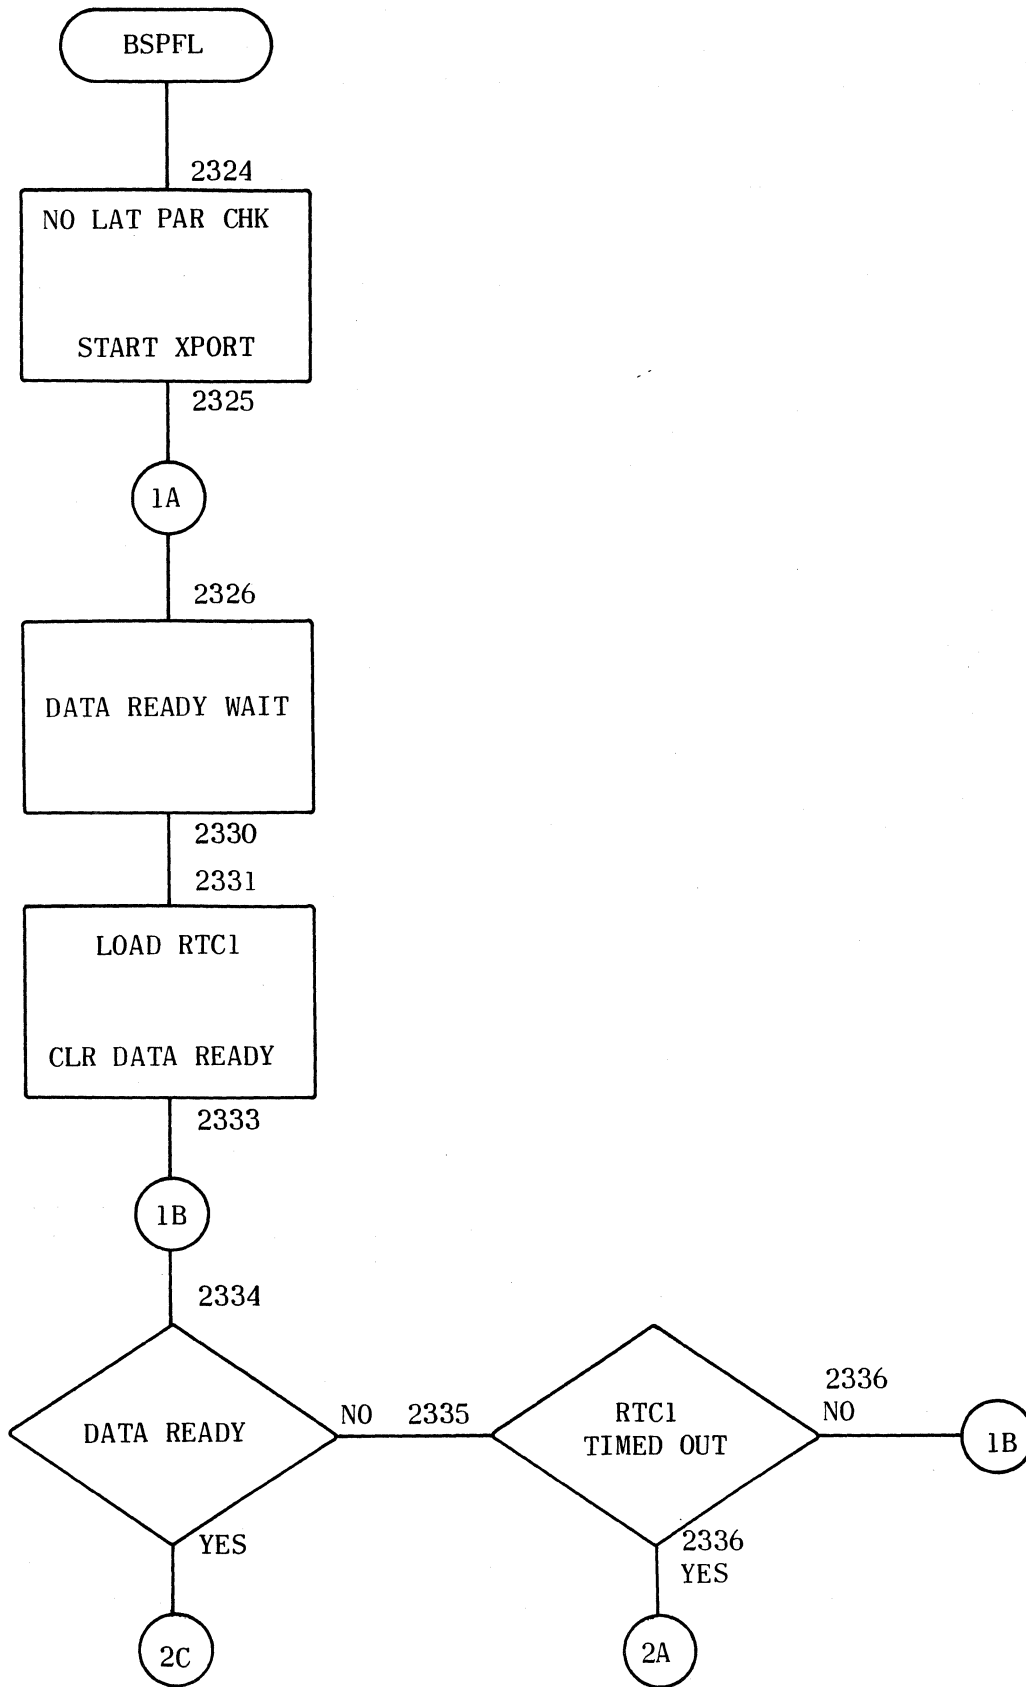 BSPFL
2324
NO LAT PAR CHK
START XPORT
2325
1A
2326
DATA READY WAIT
2330
2331
LOAD RTC1
CLR DATA READY
2333
1B
2334
DATA READY
NO 2335
RTC1
TIMED OUT
2336
NO
1B
YES
2336
YES
2C
2A